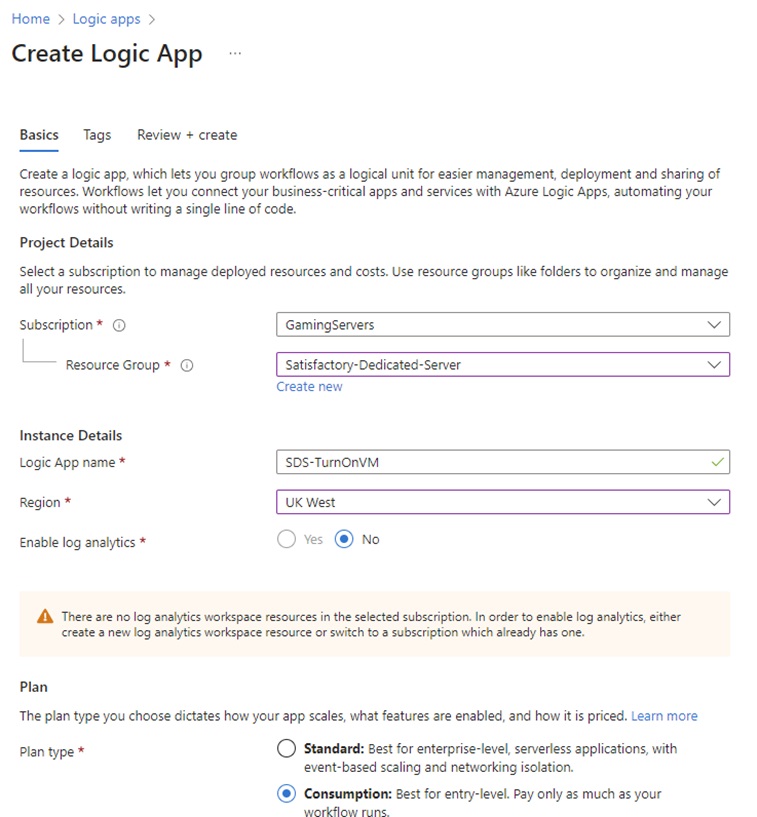 Home > Logic apps >
Create Logic App ...
Basics Tags Review + create
Create a logic app, which lets you group workflows as a logical unit for easier management, deployment and sharing of
resources. Workflows let you connect your business-critical apps and services with Azure Logic Apps, automating your
workflows without writing a single line of code.
Project Details
Select a subscription to manage deployed resources and costs. Use resource groups like folders to organize and manage
all your resources.
Subscription * GamingServers
Resource Group * Satisfactory-Dedicated-Server
Create new
Instance Details
Logic App name * SDS-TurnOnVM
Region * UK West
Enable log analytics * Yes No
There are no log analytics workspace resources in the selected subscription. In order to enable log analytics, either
create a new log analytics workspace resource or switch to a subscription which already has one.
Plan
The plan type you choose dictates how your app scales, what features are enabled, and how it is priced. Learn more
Plan type * Standard: Best for enterprise-level, serverless applications, with
event-based scaling and networking isolation.
Consumption: Best for entry-level. Pay only as much as your
workflow runs.